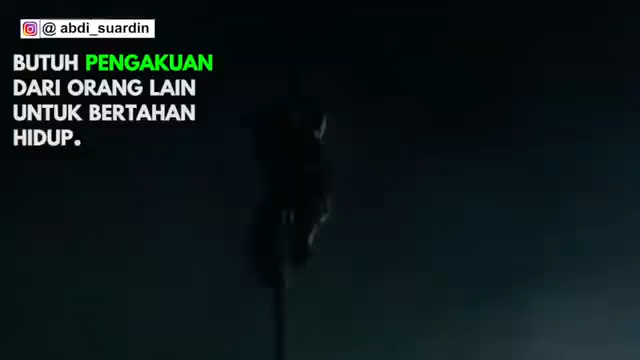 @ abdi_suardin
BUTUH PENGAKUAN
DARI ORANG LAIN
UNTUK BERTAHAN
HIDUP.